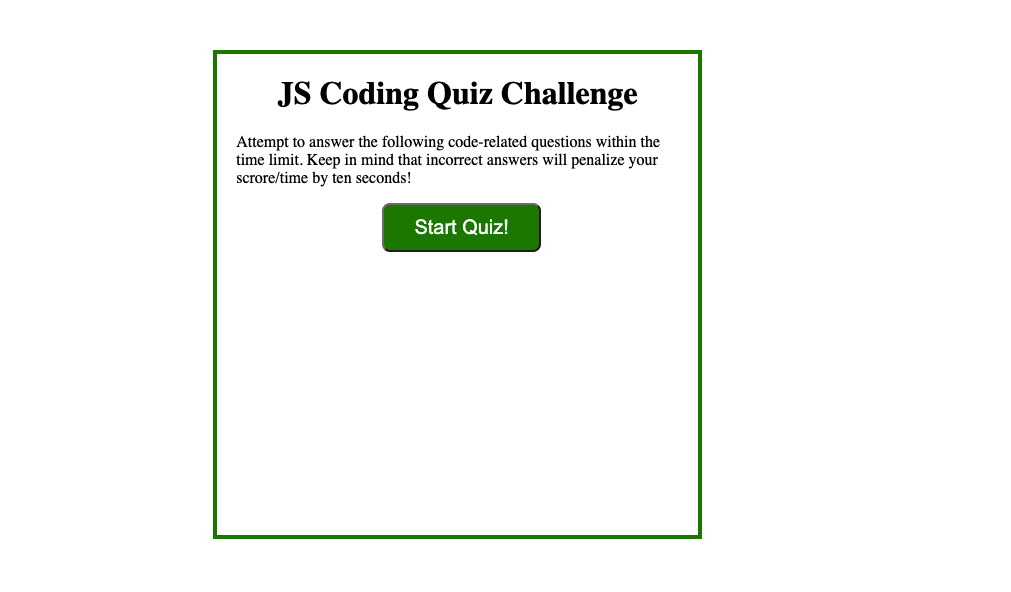 JS Coding Quiz Challenge
Attempt to answer the following code-related questions within the
time limit. Keep in mind that incorrect answers will penalize your
scrore/time by ten seconds!
Start Quiz!